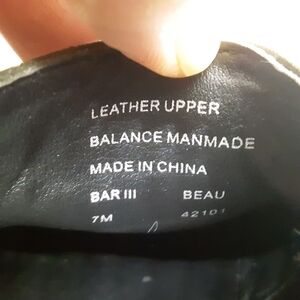 LEATHER UPPER
BALANCE MANMADE
MADE IN CHINA
BAR III BEAU
7M 42101